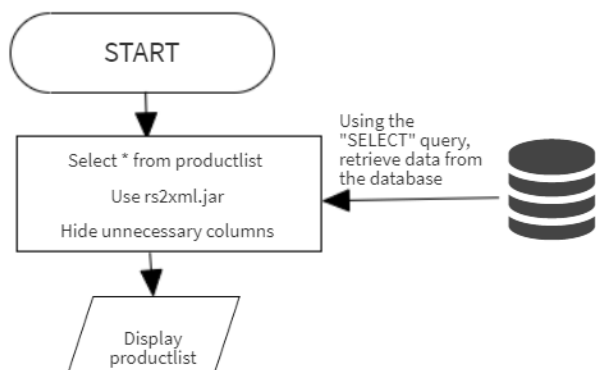 START
Using the
"SELECT" query,
retrieve data from
the database
Select * from productlist
Use rs2xml.jar
Hide unnecessary columns
Display
productlist